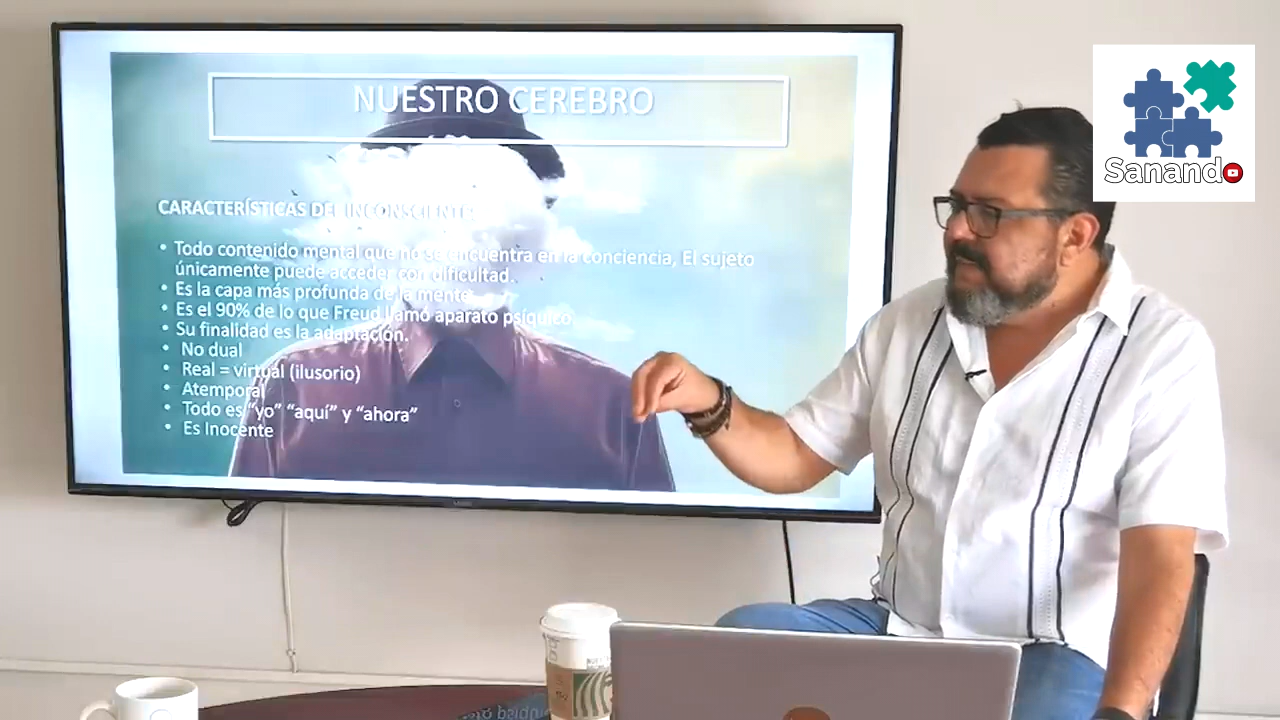 NUESTRO CEREBRO
Sanando
CARACTERÍSTICAS DEL INCONSCIENTE
• Todo contenido mental que no se encuentra en la conciencia, El sujeto
únicamente puede acceder con dificultad.
• Es la capa más profunda de la mente.
• Es el 90% de lo que Freud llamó aparato psíquico.
• Su finalidad es la adaptación.
• No dual
• Real = virtual (ilusorio)
• Atemporal
• Todo es "yo" "aquí" y "ahora"
• Es Inocente